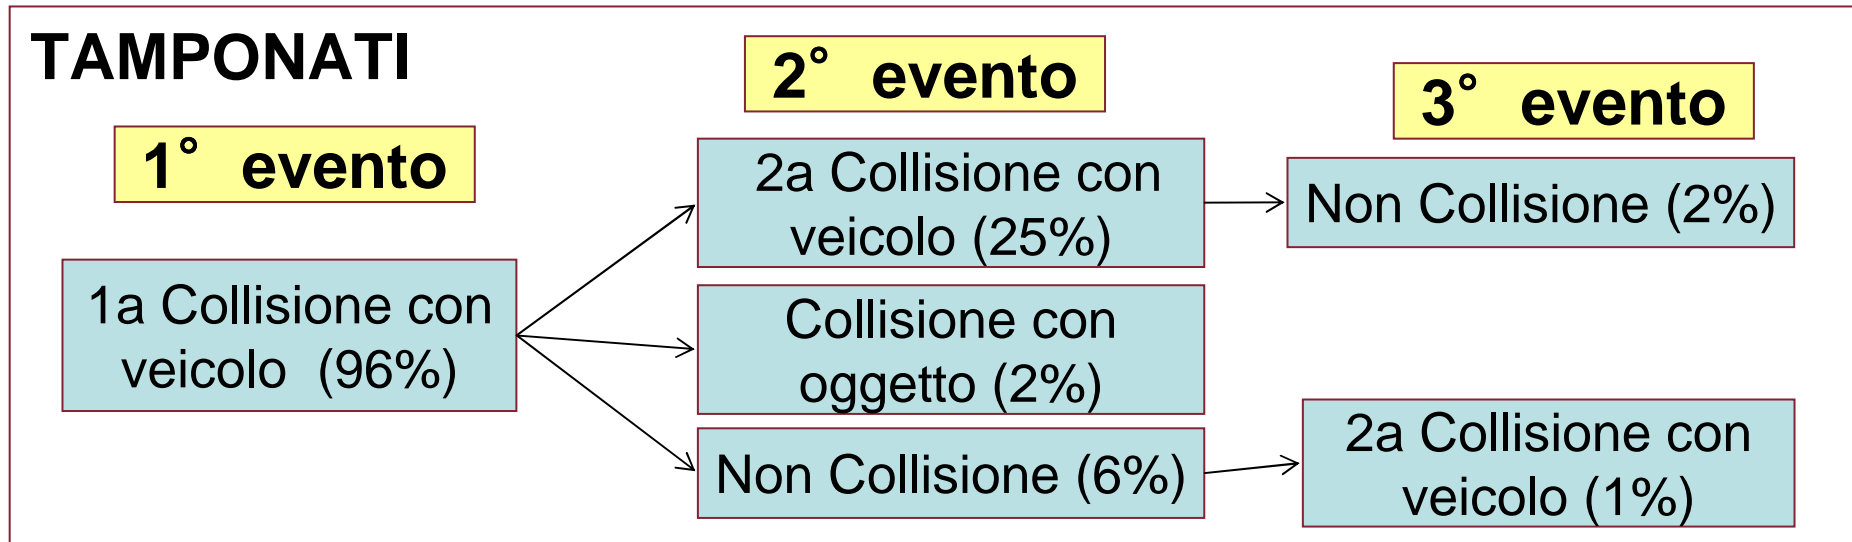 TAMPONATI
1° evento
1a Collisione con
veicolo (96%)
2° evento
2a Collisione con
veicolo (25%)
Collisione con
oggetto (2%)
Non Collisione (6%)
3° evento
Non Collisione (2%)
2a Collisione con
veicolo (1%)